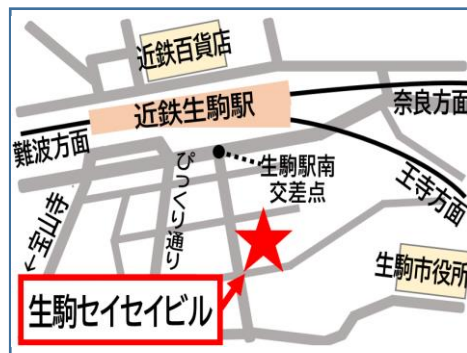 近鉄百貨店
近鉄生駒駅
奈良方面
難波方面
生駒駅南
交差点
王寺方面
ぴっくり通り
←宝山寺
生駒市役所
生駒セイセイビル